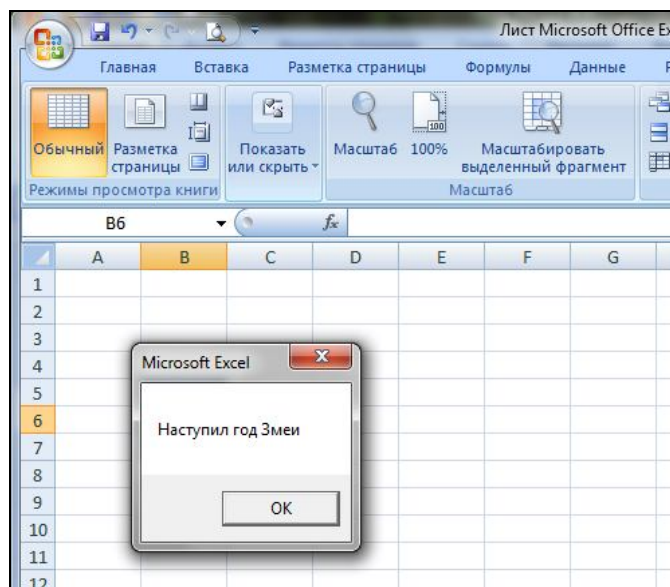 Лист Microsoft Office Ex
Главная Вставка Разметка страницы Формулы Данные
Обычный Разметка страницы Показать или скрыть Масштаб 100% Масштабировать выделенный фрагмент
100
Режимы просмотра книги Масштаб
B6 fx
A B C D E F G
1
2
3
4
5
6
7
8
9
10
11
12
Microsoft Excel
Наступил год Змеи
OK